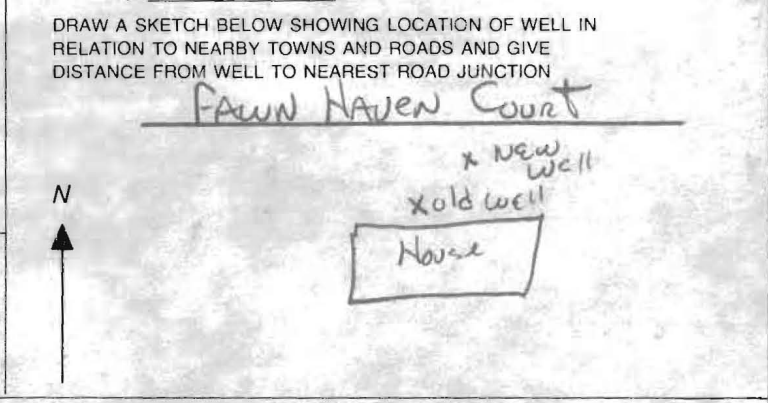 DRAW A SKETCH BELOW SHOWING LOCATION OF WELL IN
RELATION TO NEARBY TOWNS AND ROADS AND GIVE
DISTANCE FROM WELL TO NEAREST ROAD JUNCTION
FAWN HAVEN COURT
x NEW
WELL
x old well
N
House